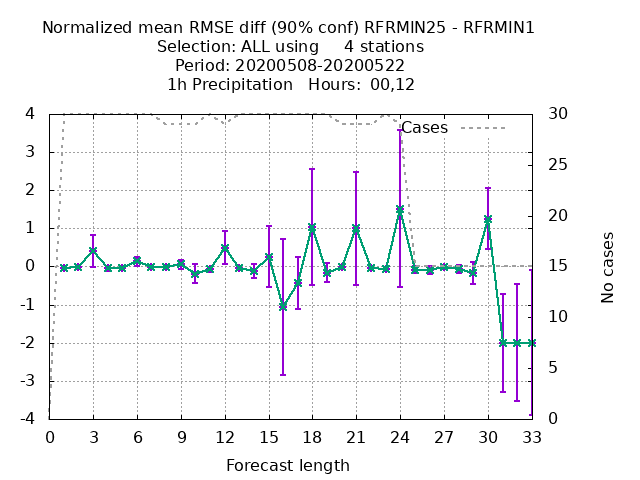 Normalized mean RMSE diff (90% conf) RFRMIN25 - RFRMIN1
Selection: ALL using     4 stations
Period: 20200508-20200522
1h Precipitation   Hours:  00,12
Cases
4
3
2
1
0
-1
-2
-3
-4
30
25
20
15
10
5
0
No cases
0 3 6 9 12 15 18 21 24 27 30 33
Forecast length